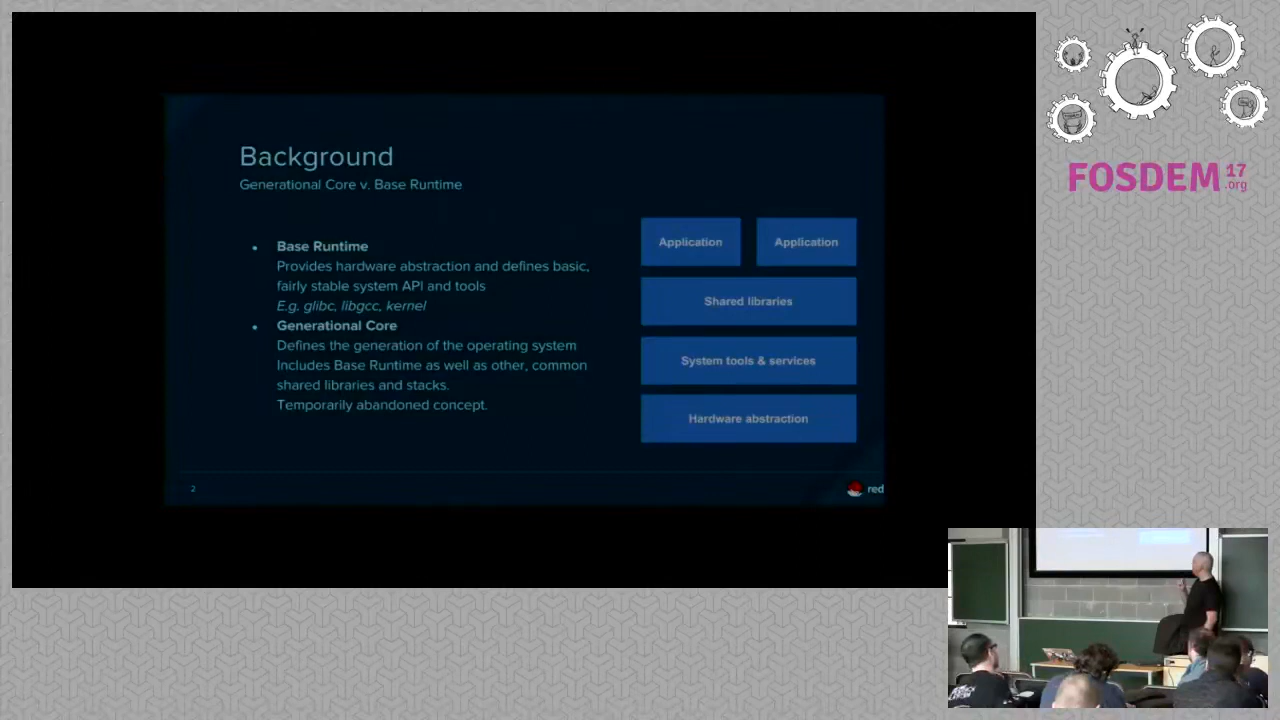 Background
Generational Core v. Base Runtime
• Base Runtime
Provides hardware abstraction and defines basic,
fairly stable system API and tools
E.g. glibc, libgcc, kernel
• Generational Core
Defines the generation of the operating system
Includes Base Runtime as well as other, common
shared libraries and stacks.
Temporarily abandoned concept.
Application
Application
Shared libraries
System tools & services
Hardware abstraction
2
red
FOSDEM 17
.org